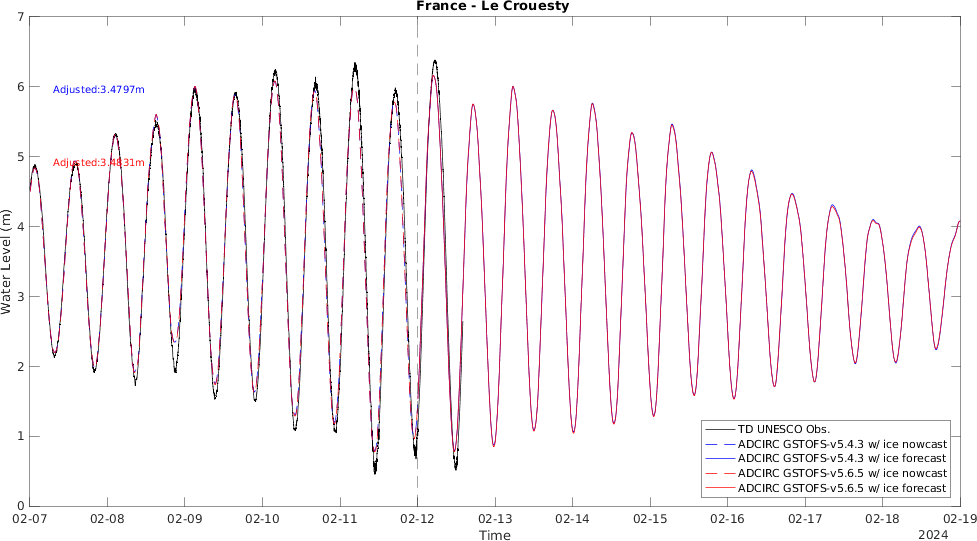 France - Le Crouesty
7
6
5
4
3
2
1
0
Water Level (m)
Adjusted:3.4797m
Adjusted:3.4831m
TD UNESCO Obs.
ADCIRC GSTOFS-v5.4.3 w/ ice nowcast
ADCIRC GSTOFS-v5.4.3 w/ ice forecast
ADCIRC GSTOFS-v5.6.5 w/ ice nowcast
ADCIRC GSTOFS-v5.6.5 w/ ice forecast
02-07 02-08 02-09 02-10 02-11 02-12 02-13 02-14 02-15 02-16 02-17 02-18 02-19
Time
2024